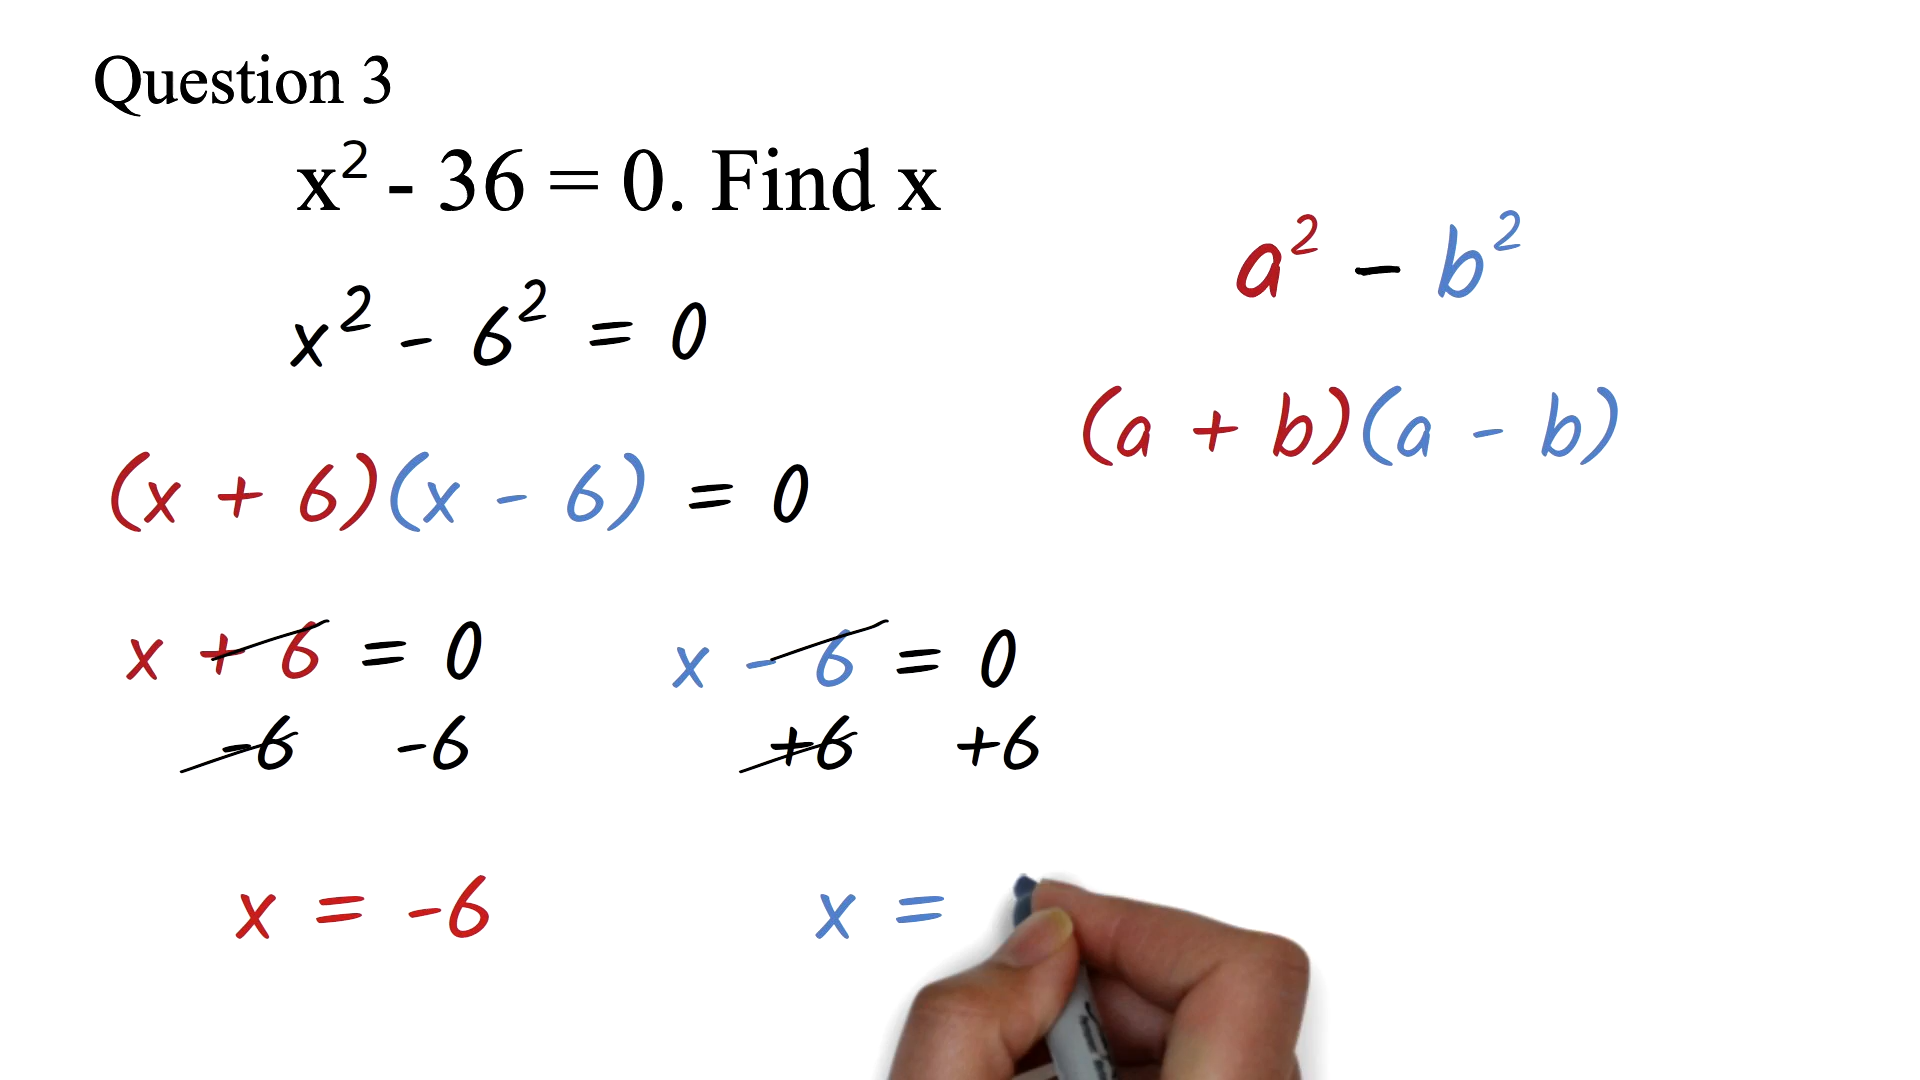 Question 3
x² - 36 = 0. Find x
x² - 6² = 0
(x + 6)(x - 6) = 0
x + 6 = 0
-6 -6
x = -6
x - 6 = 0
+6 +6
x =
a² - b²
(a + b)(a - b)